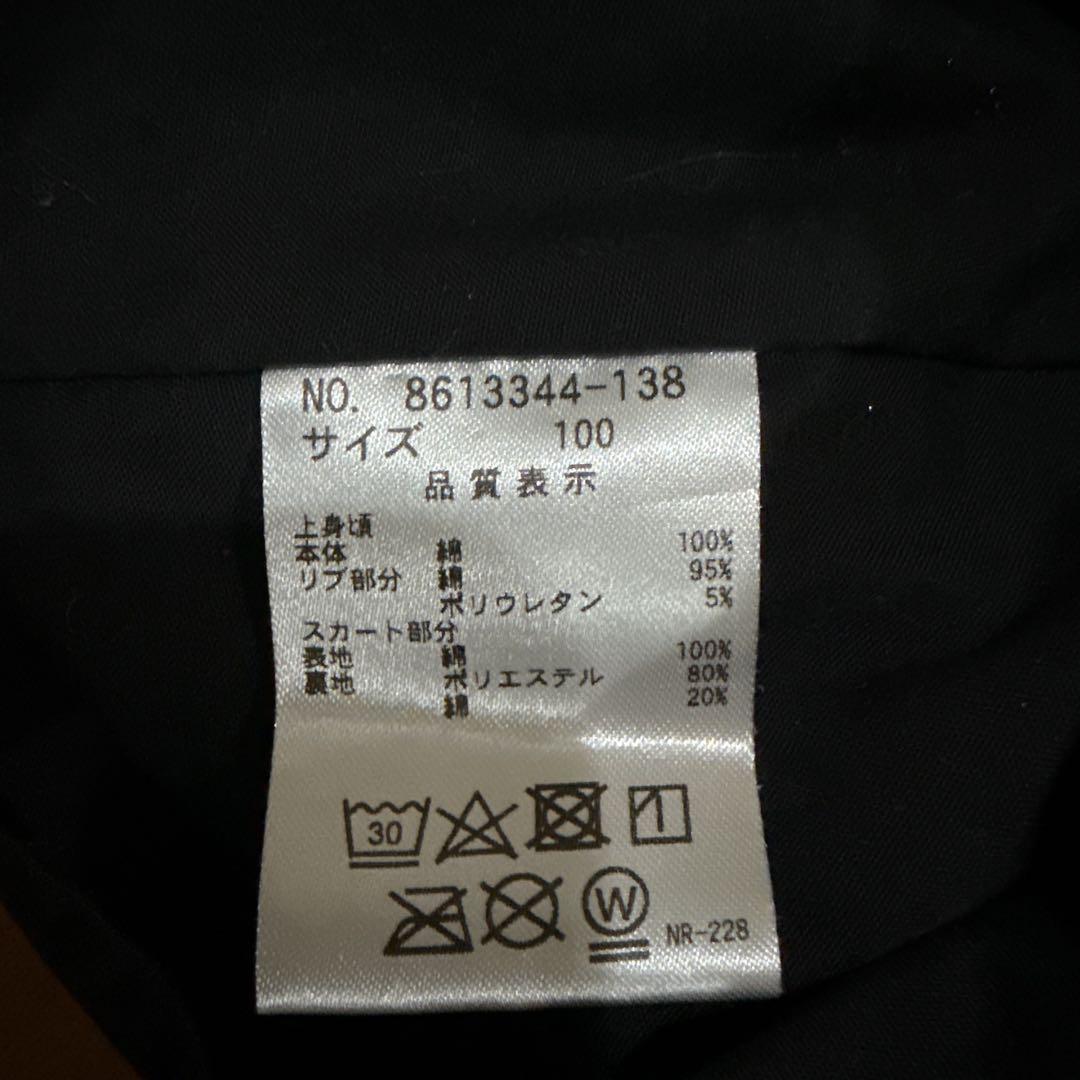 NO. 8613344-138
サイズ 100
品質表示
上身頃
本体 綿 100%
リブ部分 綿 95%
ポリウレタン 5%
スカート部分
表地 綿 100%
裏地 ポリエステル 80%
綿 20%
30
W
NR-228